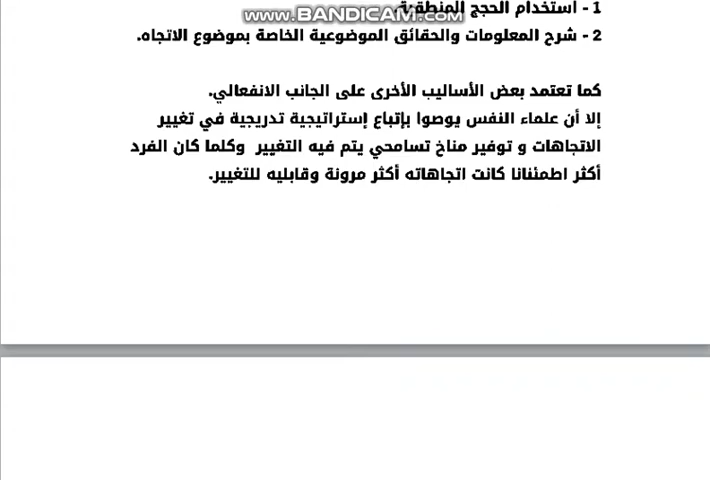 www.BANDICAM.com
1 - استخدام الحجج المنطقية.
2 - شرح المعلومات والحقائق الموضوعية الخاصة بموضوع الاتجاه.
كما تعتمد بعض الأساليب الأخرى على الجانب الانفعالي.
إلا أن علماء النفس يوصوا بإتباع إستراتيجية تدريجية في تغيير
الاتجاهات و توفير مناخ تسامحي يتم فيه التغيير وكلما كان الفرد
أكثر اطمئنانا كانت اتجاهاته أكثر مرونة وقابليه للتغيير.